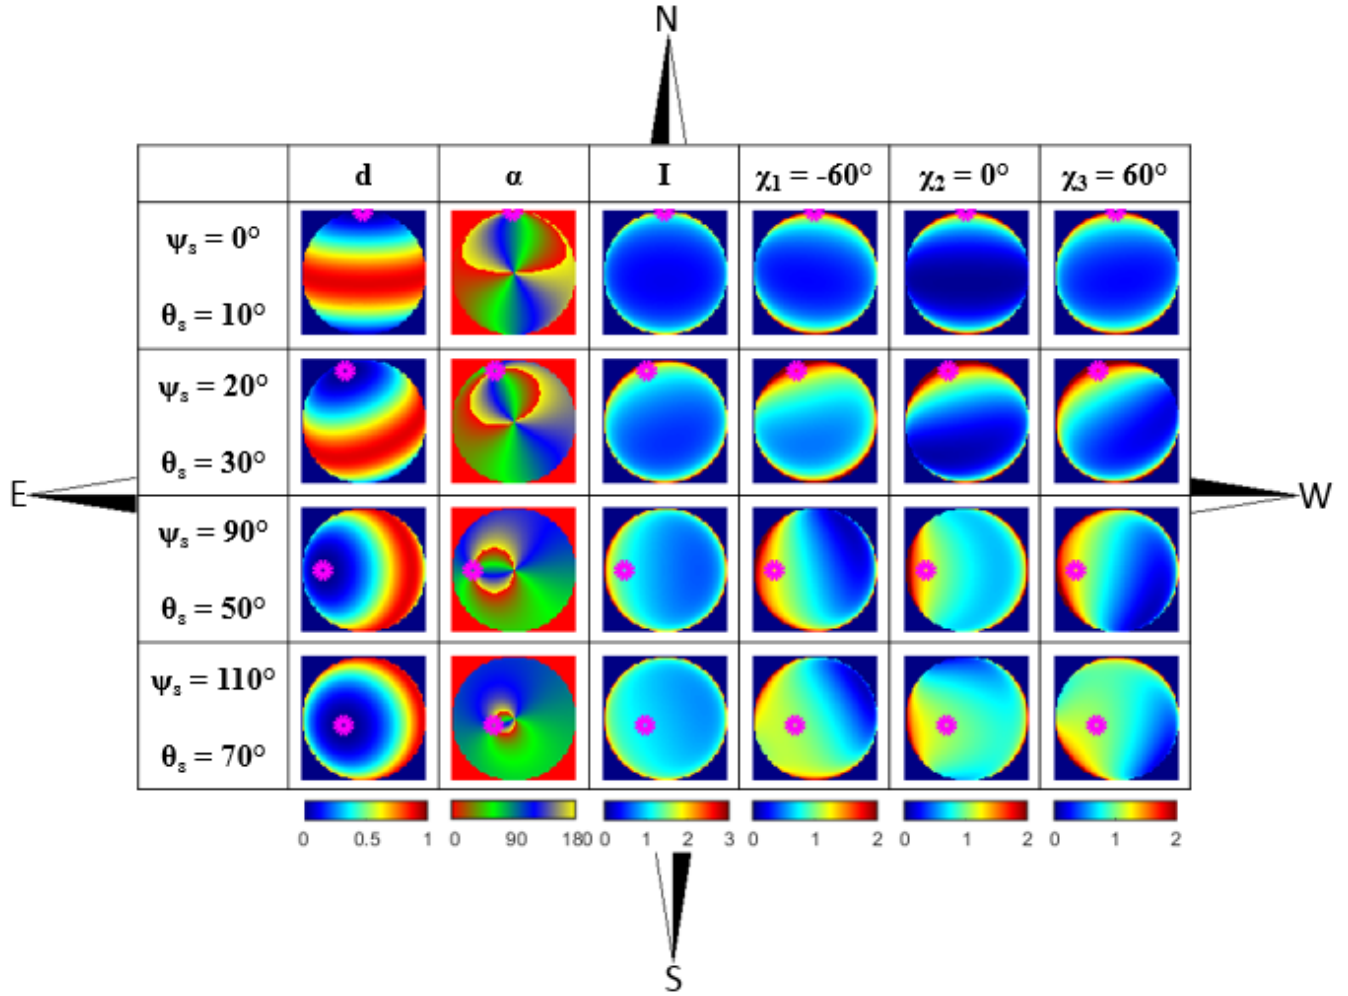 N
d α I χ₁ = -60° χ₂ = 0° χ₃ = 60°
ψₛ = 0°
θₛ = 10°
ψₛ = 20°
θₛ = 30°
E W
ψₛ = 90°
θₛ = 50°
ψₛ = 110°
θₛ = 70°
0 0.5 1 0 90 180 0 1 2 3 0 1 2 0 1 2 0 1 2
S